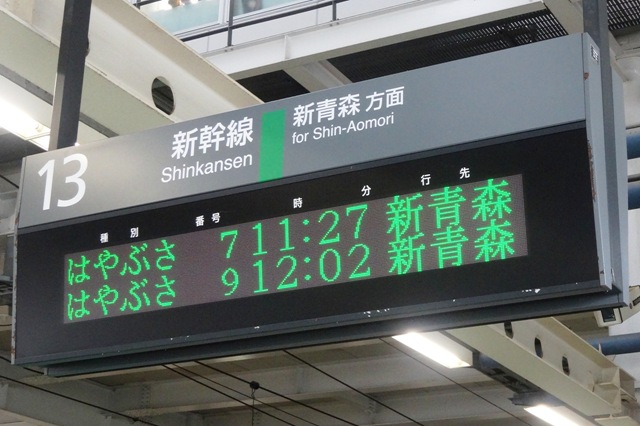 13 新幹線 新青森 方面
Shinkansen for Shin-Aomori
種別 番号 時分 行先
はやぶさ 7 11:27 新青森
はやぶさ 9 12:02 新青森